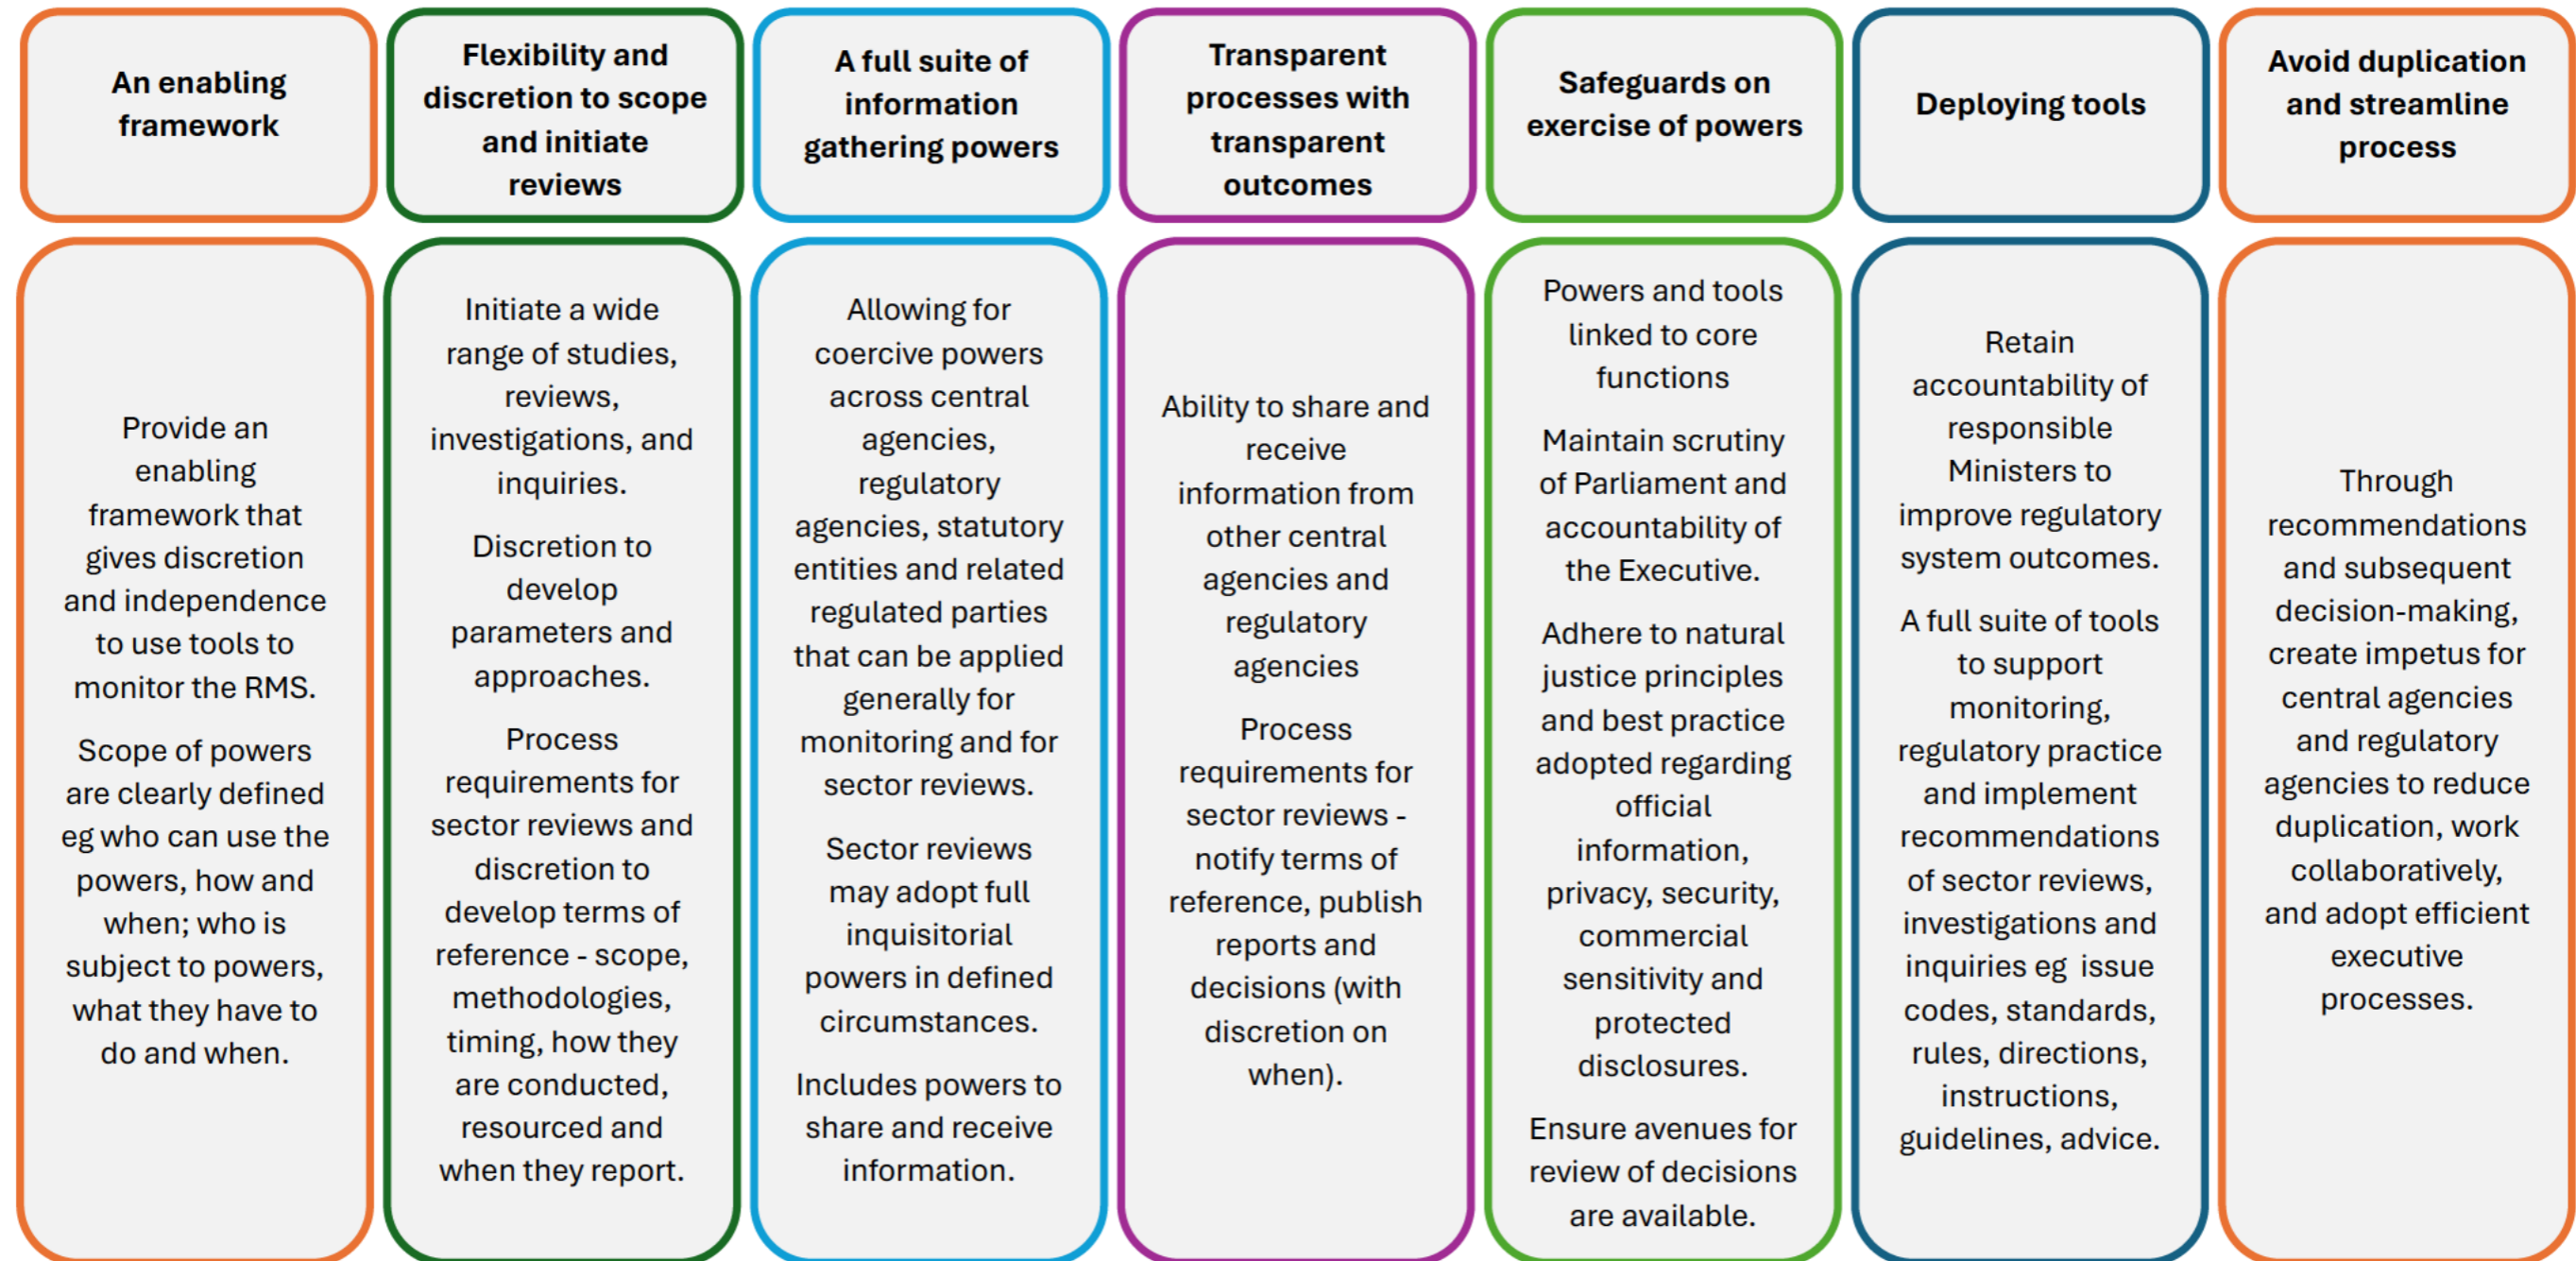 An enabling
framework
Flexibility and
discretion to scope
and initiate
reviews
A full suite of
information
gathering powers
Transparent
processes with
transparent
outcomes
Safeguards on
exercise of powers
Deploying tools
Avoid duplication
and streamline
process
Provide an
enabling
framework that
gives discretion
and independence
to use tools to
monitor the RMS.
Scope of powers
are clearly defined
eg who can use the
powers, how and
when; who is
subject to powers,
what they have to
do and when.
Initiate a wide
range of studies,
reviews,
investigations, and
inquiries.
Discretion to
develop
parameters and
approaches.
Process
requirements for
sector reviews and
discretion to
develop terms of
reference - scope,
methodologies,
timing, how they
are conducted,
resourced and
when they report.
Allowing for
coercive powers
across central
agencies,
regulatory
agencies, statutory
entities and related
regulated parties
that can be applied
generally for
monitoring and for
sector reviews.
Sector reviews
may adopt full
inquisitorial
powers in defined
circumstances.
Includes powers to
share and receive
information.
Ability to share and
receive
information from
other central
agencies and
regulatory
agencies
Process
requirements for
sector reviews -
notify terms of
reference, publish
reports and
decisions (with
discretion on
when).
Powers and tools
linked to core
functions
Maintain scrutiny
of Parliament and
accountability of
the Executive.
Adhere to natural
justice principles
and best practice
adopted regarding
official
information,
privacy, security,
commercial
sensitivity and
protected
disclosures.
Ensure avenues for
review of decisions
are available.
Retain
accountability of
responsible
Ministers to
improve regulatory
system outcomes.
A full suite of tools
to support
monitoring,
regulatory practice
and implement
recommendations
of sector reviews,
investigations and
inquiries eg issue
codes, standards,
rules, directions,
instructions,
guidelines, advice.
Through
recommendations
and subsequent
decision-making,
create impetus for
central agencies
and regulatory
agencies to reduce
duplication, work
collaboratively,
and adopt efficient
executive
processes.